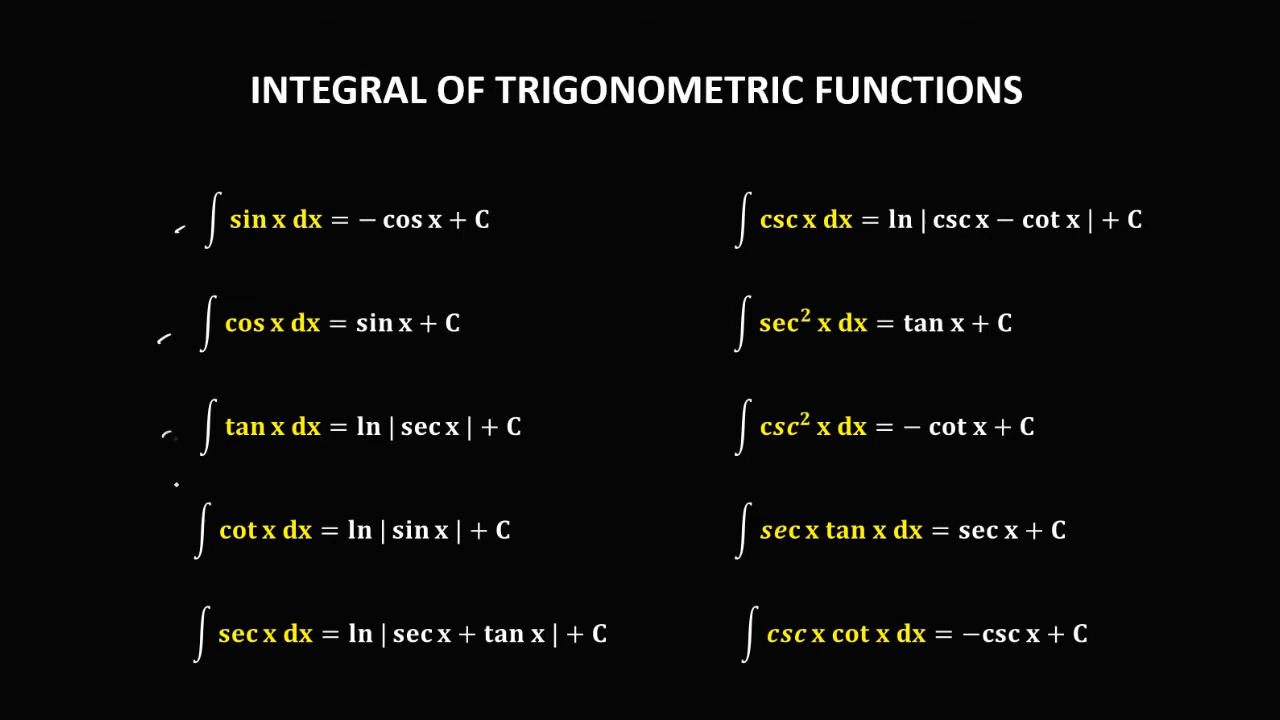 INTEGRAL OF TRIGONOMETRIC FUNCTIONS
∫ sin x dx = − cos x + C
∫ cos x dx = sin x + C
∫ tan x dx = ln | sec x | + C
∫ cot x dx = ln | sin x | + C
∫ sec x dx = ln | sec x + tan x | + C
∫ csc x dx = ln | csc x − cot x | + C
∫ sec² x dx = tan x + C
∫ csc² x dx = − cot x + C
∫ sec x tan x dx = sec x + C
∫ csc x cot x dx = −csc x + C